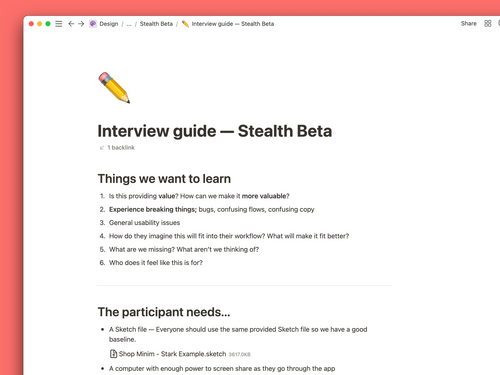 Design / ... / Stealth Beta / Interview guide — Stealth Beta
Share
Interview guide — Stealth Beta
1 backlink
Things we want to learn
1. Is this providing value? How can we make it more valuable?
2. Experience breaking things; bugs, confusing flows, confusing copy
3. General usability issues
4. How do they imagine this will fit into their workflow? What will make it fit better?
5. What are we missing? What aren't we thinking of?
6. Who does it feel like this is for?
The participant needs...
• A Sketch file — Everyone should use the same provided Sketch file so we have a good
baseline.
Shop Minim - Stark Example.sketch 3617.0KB
• A computer with enough power to screen share as they go through the app